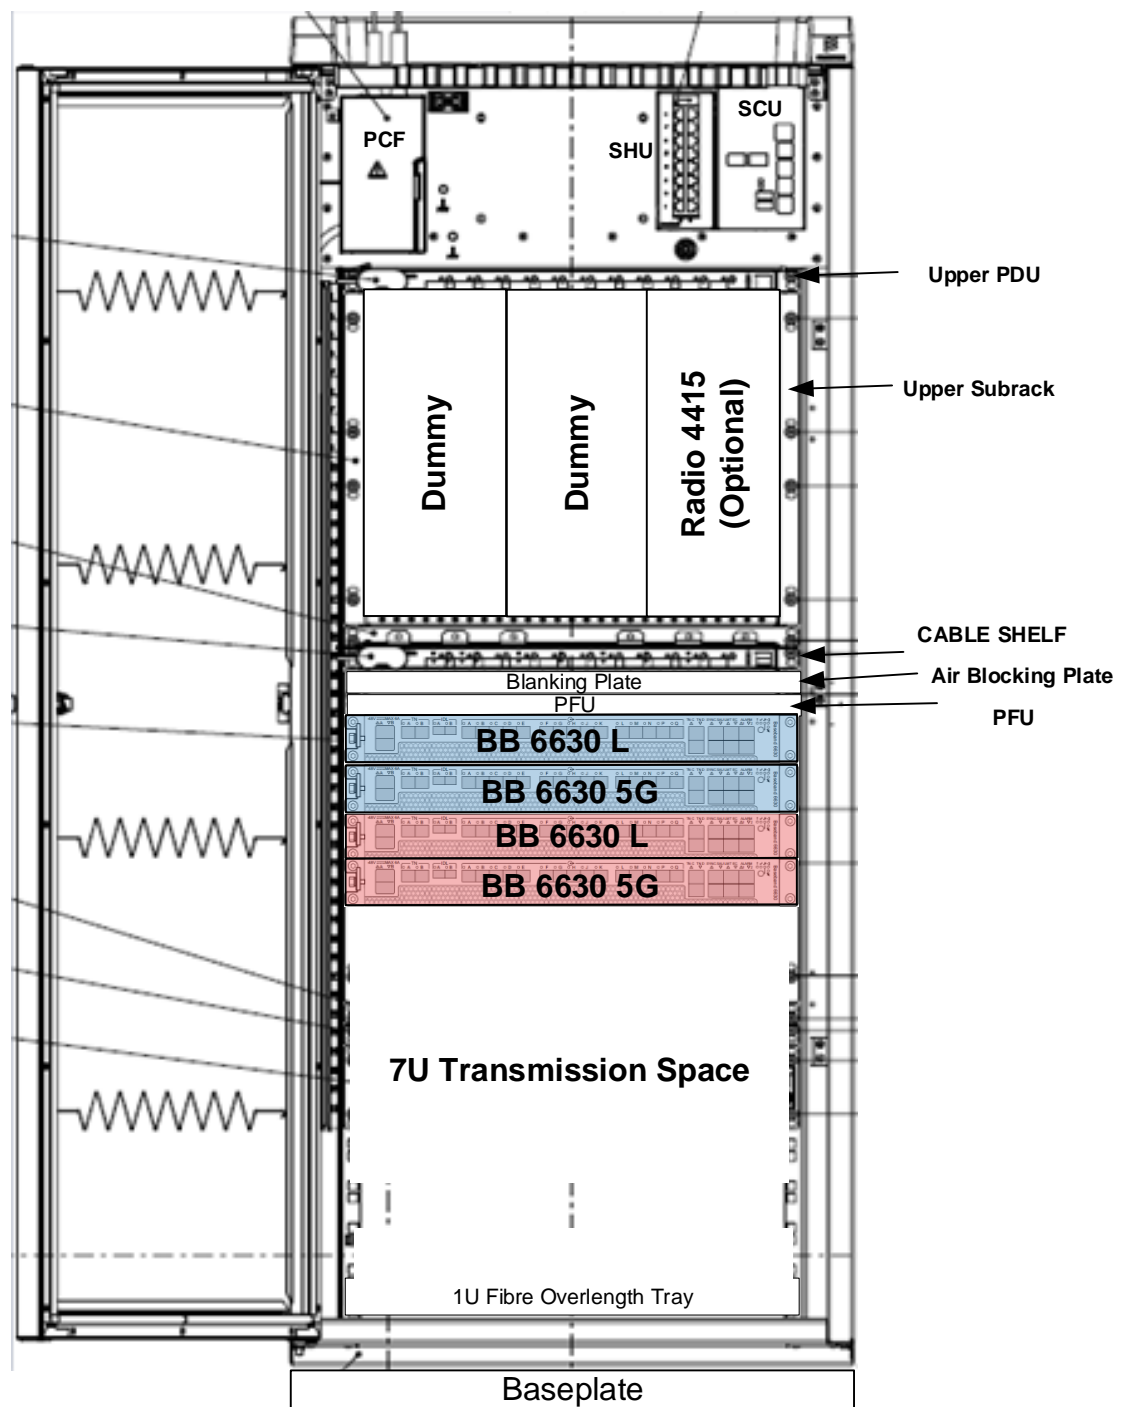 SCU
PCF
SHU
Upper PDU
Dummy
Dummy
Radio 4415
(Optional)
Upper Subrack
CABLE SHELF
Blanking Plate
Air Blocking Plate
PFU
PFU
BB 6630 L
BB 6630 5G
BB 6630 L
BB 6630 5G
7U Transmission Space
1U Fibre Overlength Tray
Baseplate